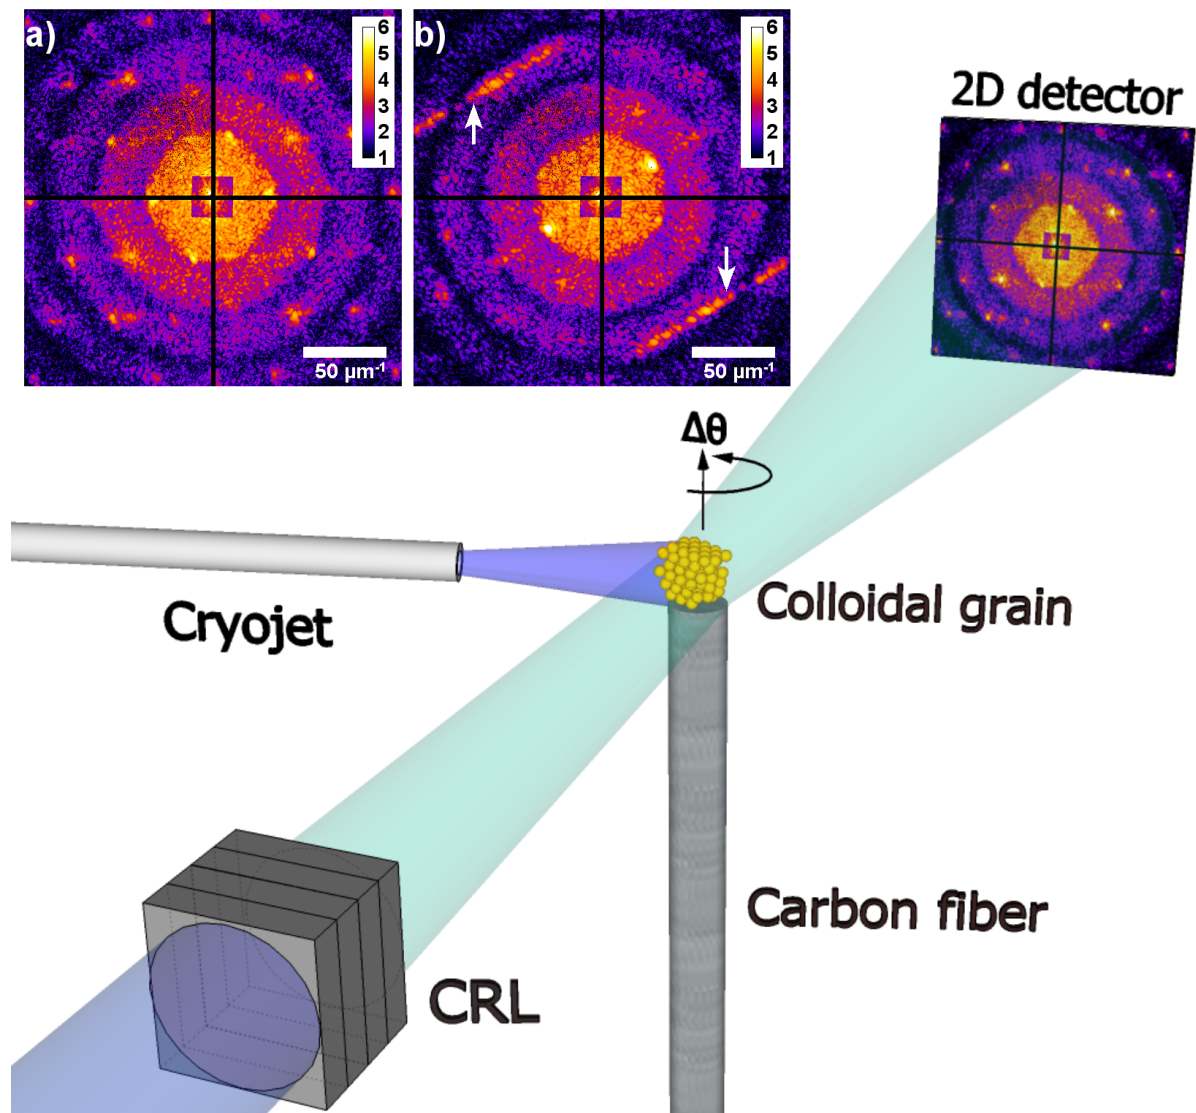 a)
6
5
4
3
2
1
50 µm⁻¹
b)
6
5
4
3
2
1
50 µm⁻¹
2D detector
Δθ
Cryojet
Colloidal grain
Carbon fiber
CRL